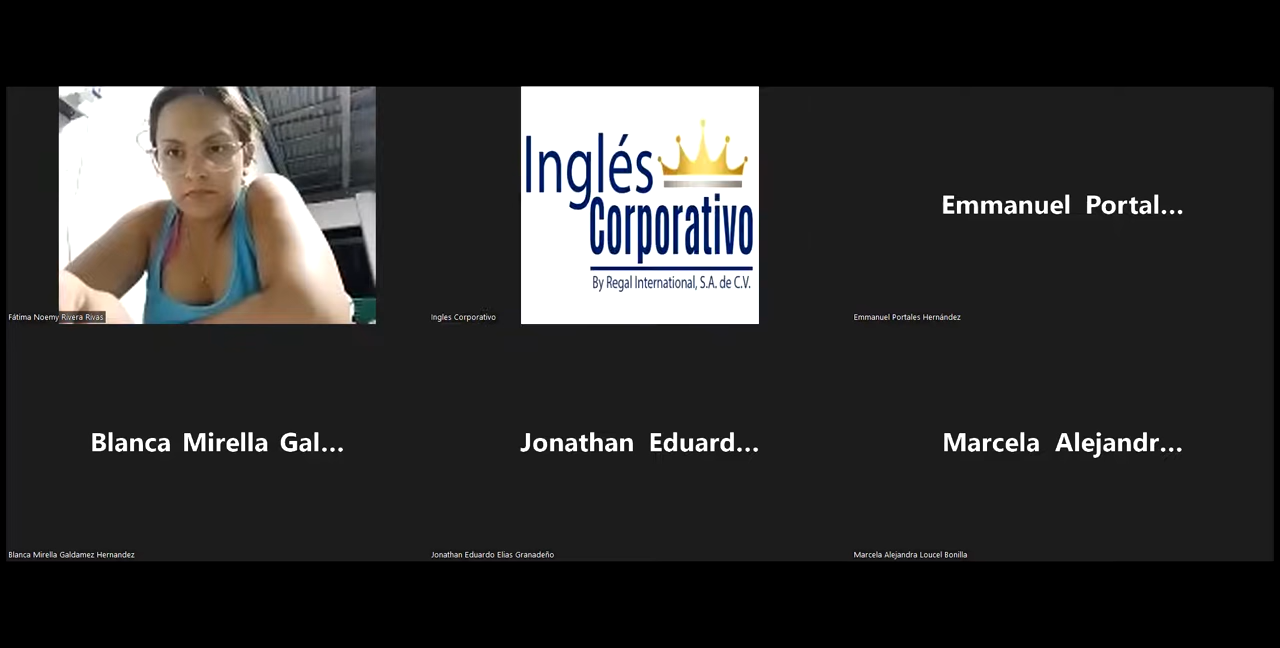 Inglés
Corporativo
By Regal International, S.A. de C.V.
Emmanuel Portal...
Fátima Noemy Rivera Rivas
Ingles Corporativo
Emmanuel Portales Hernández
Blanca Mirella Gal...
Jonathan Eduard...
Marcela Alejandr...
Blanca Mirella Galdamez Hernandez
Jonathan Eduardo Elias Granadeño
Marcela Alejandra Loucel Bonilla